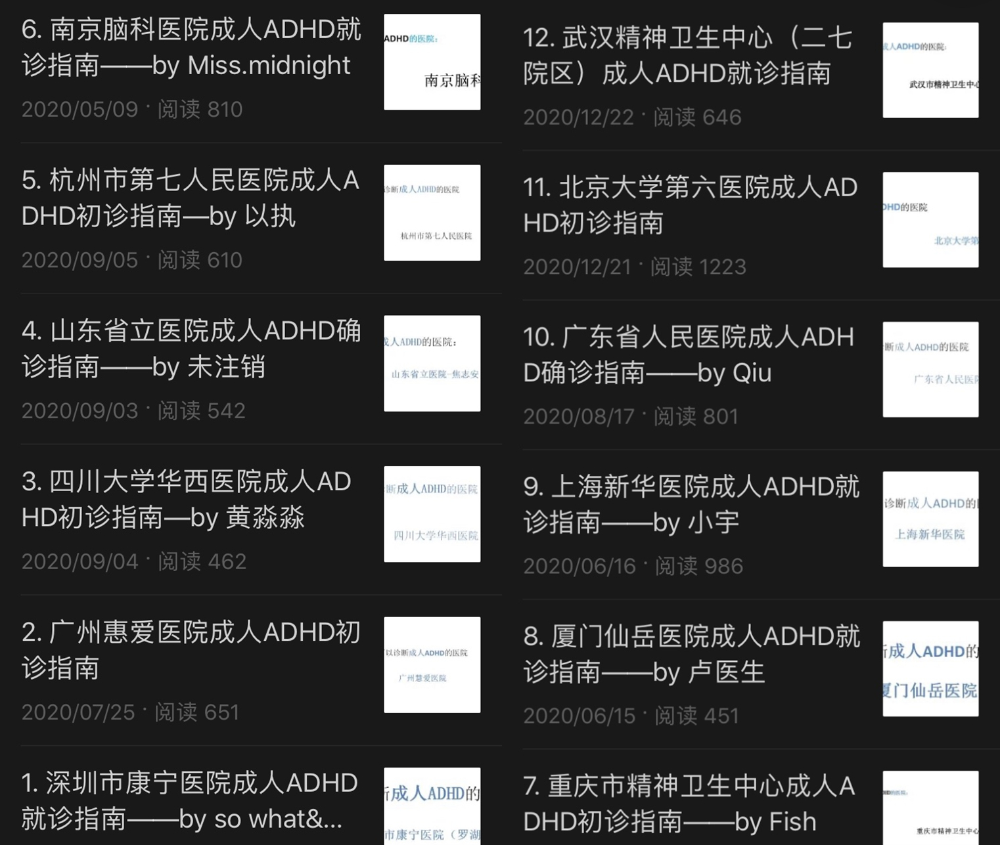 6. 南京脑科医院成人ADHD就
诊指南——by Miss.midnight
2020/05/09 · 阅读 810
ADHD的医院:
南京脑科
5. 杭州市第七人民医院成人A
DHD初诊指南—by 以执
2020/09/05 · 阅读 610
诊断成人ADHD的医院
杭州市第七人民医院
4. 山东省立医院成人ADHD确
诊指南——by 未注销
2020/09/03 · 阅读 542
成人ADHD的医院:
山东省立医院-焦志安
3. 四川大学华西医院成人AD
HD初诊指南—by 黄淼淼
2020/09/04 · 阅读 462
断成人ADHD的医院
四川大学华西医院
2. 广州惠爱医院成人ADHD初
诊指南
2020/07/25 · 阅读 651
可以诊断成人ADHD的医院
广州慧爱医院
1. 深圳市康宁医院成人ADHD
就诊指南——by so what&...
断成人ADHD的
市康宁医院（罗湖
12. 武汉精神卫生中心（二七
院区）成人ADHD就诊指南
2020/12/22 · 阅读 646
成人ADHD的医院:
武汉市精神卫生中心
11. 北京大学第六医院成人AD
HD初诊指南
2020/12/21 · 阅读 1223
DHD的医院
北京大学第
10. 广东省人民医院成人ADH
D确诊指南——by Qiu
2020/08/17 · 阅读 801
断成人ADHD的医院
广东省人民医院
9. 上海新华医院成人ADHD就
诊指南——by 小宇
2020/06/16 · 阅读 986
诊断成人ADHD的
上海新华医院
8. 厦门仙岳医院成人ADHD就
诊指南——by 卢医生
2020/06/15 · 阅读 451
断成人ADHD的
厦门仙岳医院
7. 重庆市精神卫生中心成人A
DHD初诊指南——by Fish
HD的医院:
重庆市精神卫生中心